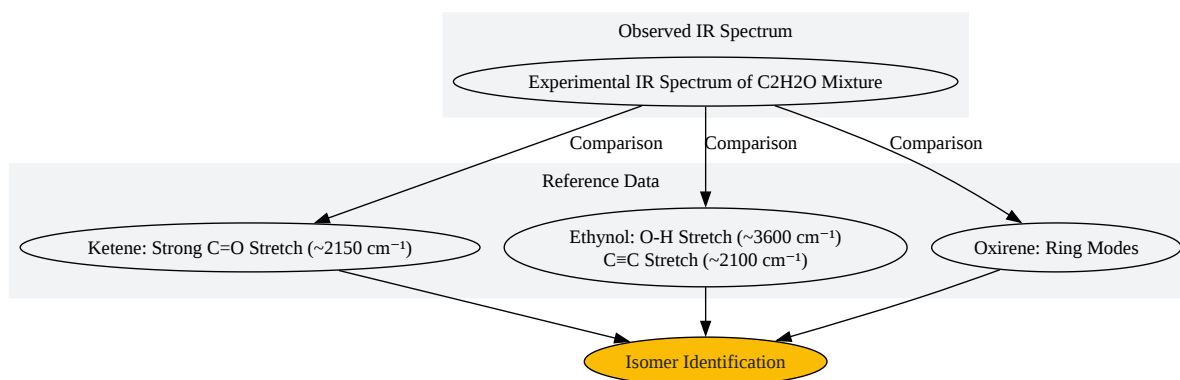 Observed IR Spectrum
Experimental IR Spectrum of C2H2O Mixture
Comparison
Comparison
Comparison
Reference Data
Ketene: Strong C=O Stretch (~2150 cm⁻¹)
Ethynol: O-H Stretch (~3600 cm⁻¹)
C≡C Stretch (~2100 cm⁻¹)
Oxirene: Ring Modes
Isomer Identification